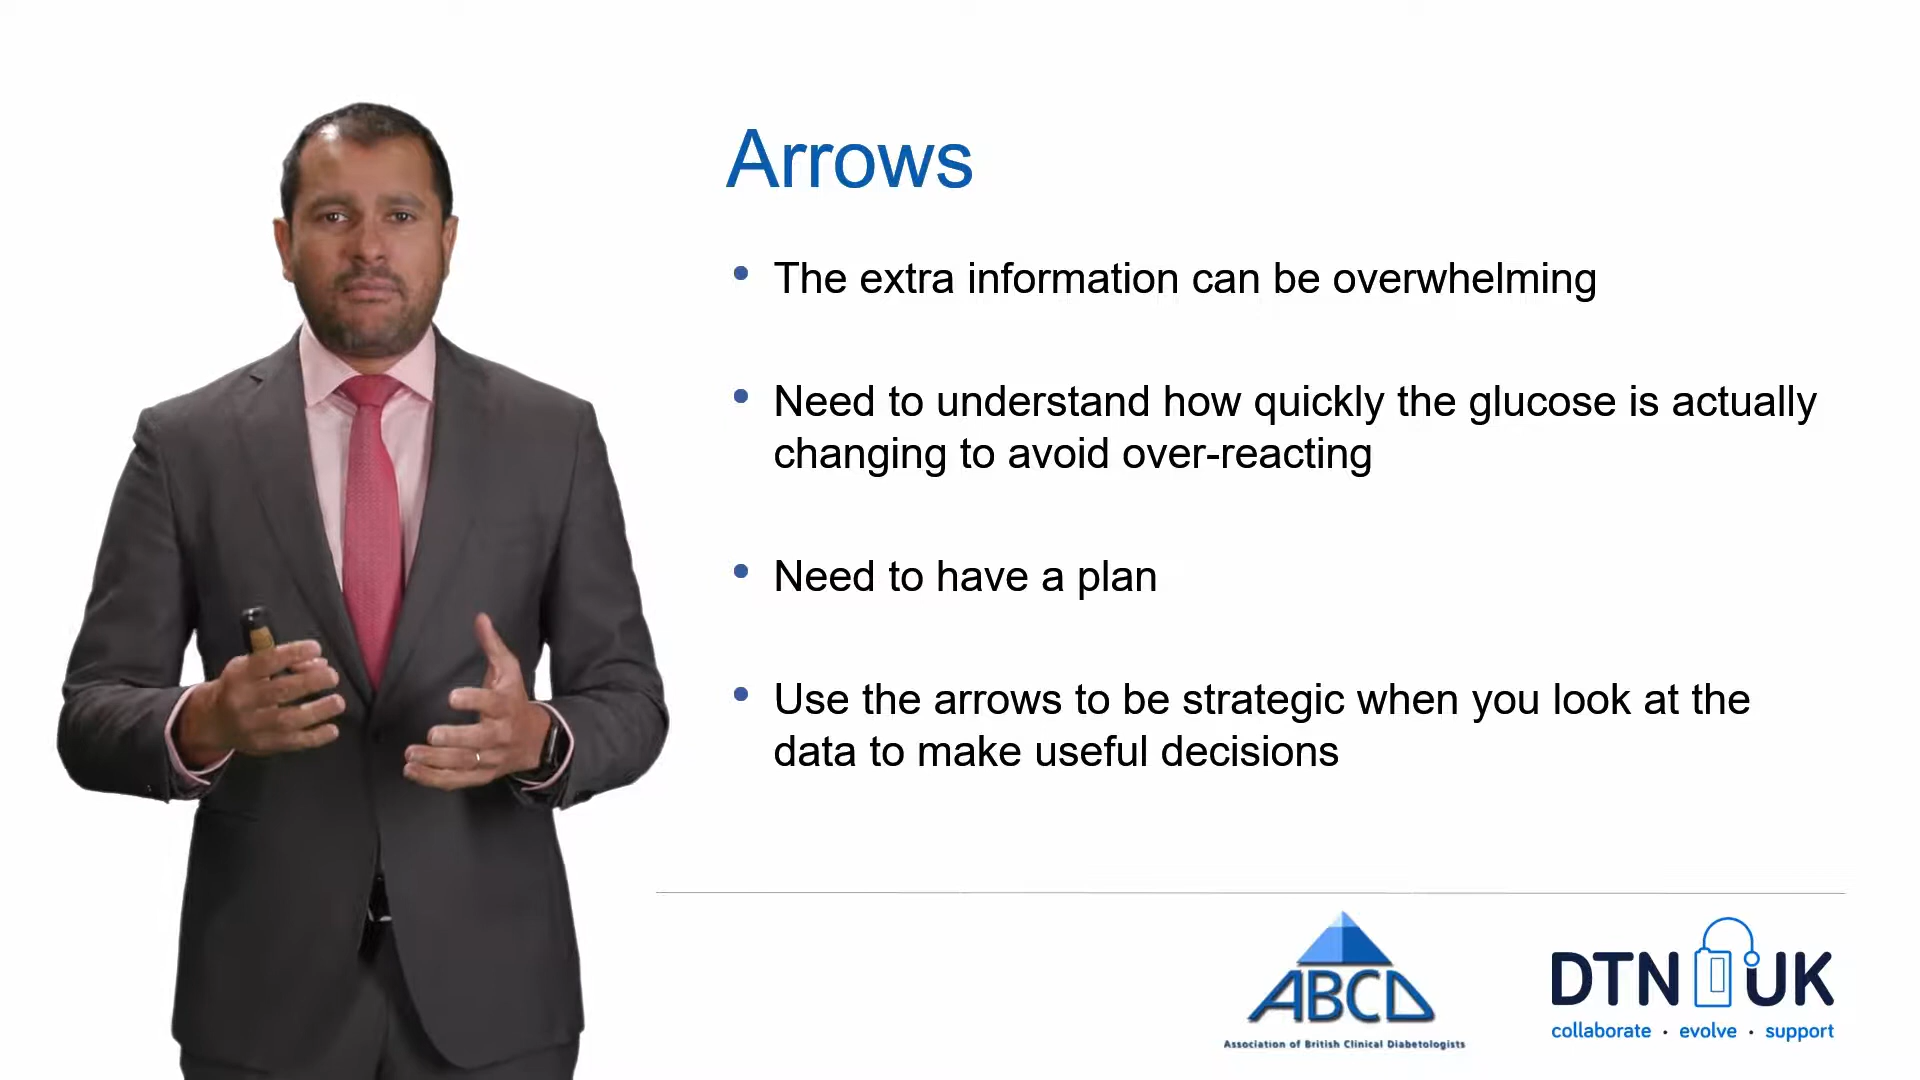 Arrows
• The extra information can be overwhelming
• Need to understand how quickly the glucose is actually
changing to avoid over-reacting
• Need to have a plan
• Use the arrows to be strategic when you look at the
data to make useful decisions
ABCD
Association of British Clinical Diabetologists
DTN UK
collaborate · evolve · support